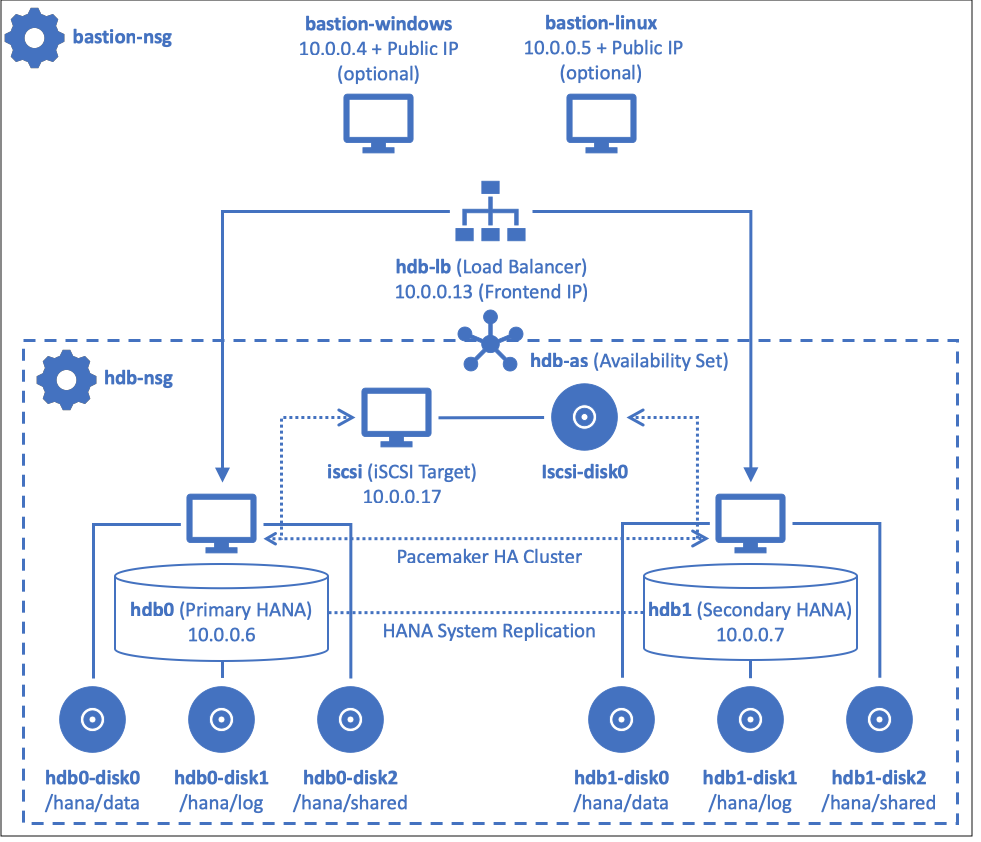 bastion-nsg
bastion-windows
10.0.0.4 + Public IP
(optional)
bastion-linux
10.0.0.5 + Public IP
(optional)
hdb-lb (Load Balancer)
10.0.0.13 (Frontend IP)
hdb-as (Availability Set)
hdb-nsg
iscsi (iSCSI Target)
10.0.0.17
Iscsi-disk0
Pacemaker HA Cluster
hdb0 (Primary HANA)
10.0.0.6
HANA System Replication
hdb1 (Secondary HANA)
10.0.0.7
hdb0-disk0
/hana/data
hdb0-disk1
/hana/log
hdb0-disk2
/hana/shared
hdb1-disk0
/hana/data
hdb1-disk1
/hana/log
hdb1-disk2
/hana/shared